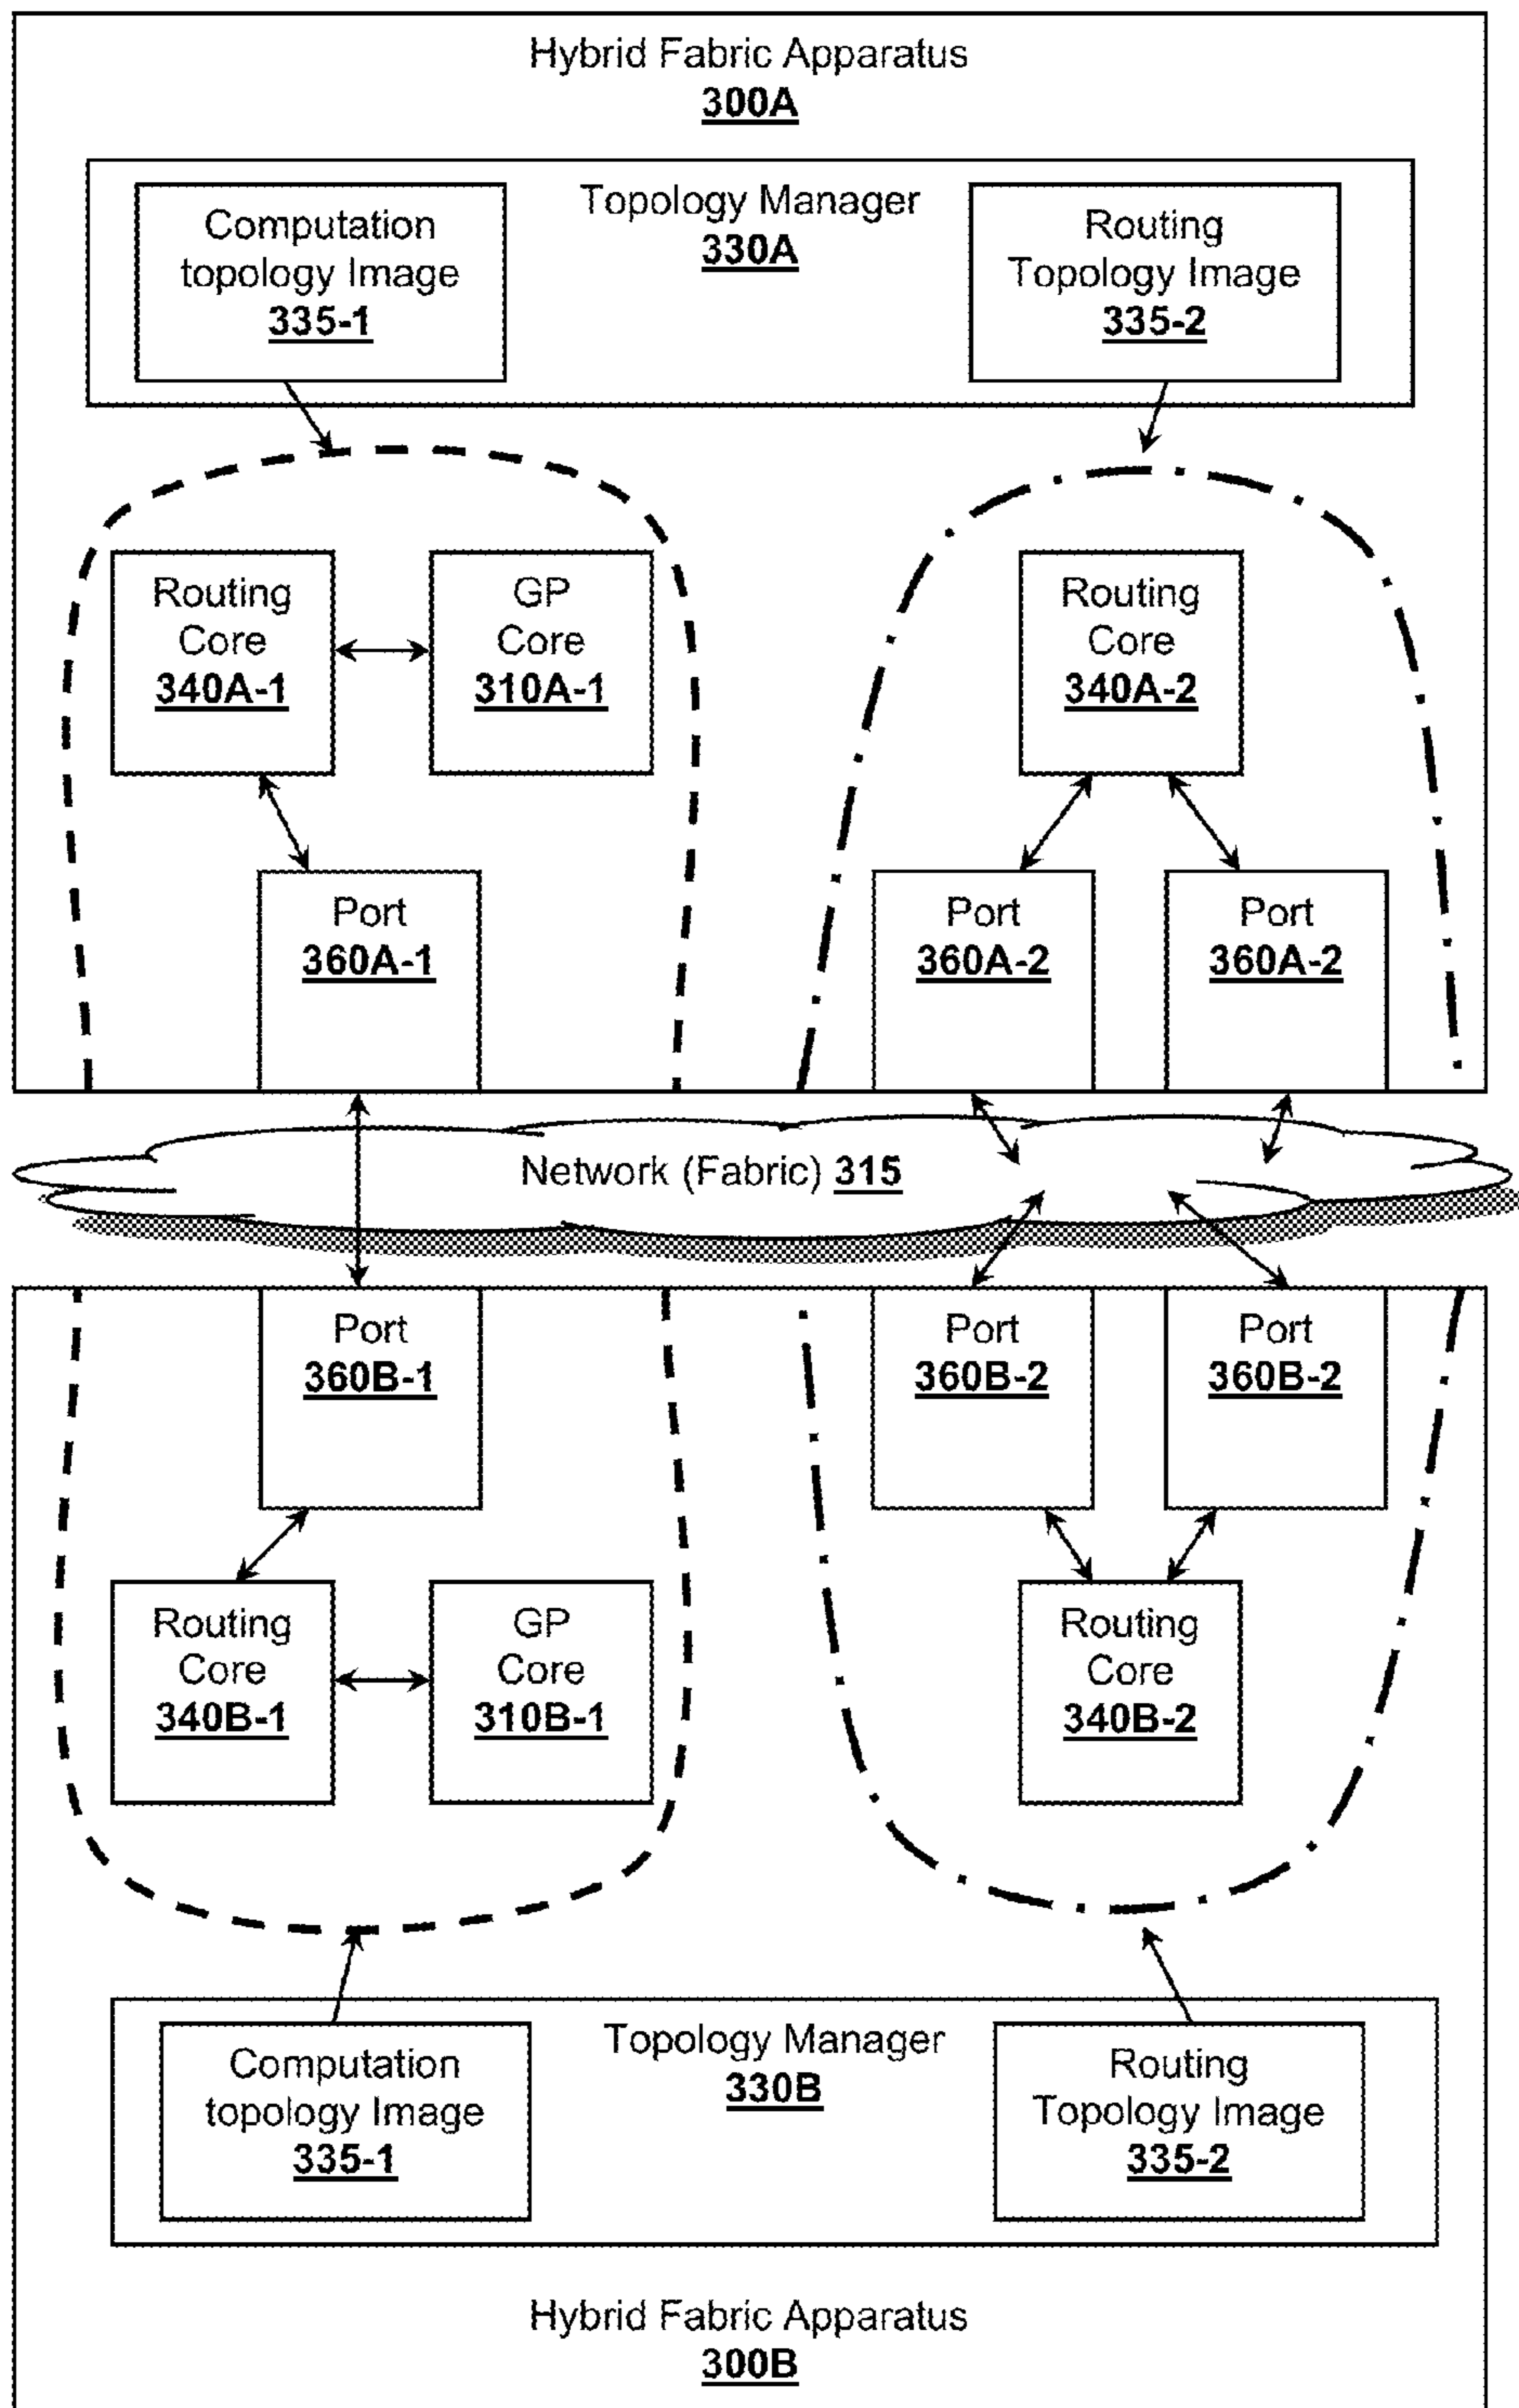 Hybrid Fabric Apparatus
300A
Topology Manager
330A
Computation
topology Image
335-1
Routing
Topology Image
335-2
Routing
Core
340A-1
GP
Core
310A-1
Routing
Core
340A-2
Port
360A-1
Port
360A-2
Port
360A-2
Network (Fabric) 315
Port
360B-1
Port
360B-2
Port
360B-2
Routing
Core
340B-1
GP
Core
310B-1
Routing
Core
340B-2
Computation
topology Image
335-1
Topology Manager
330B
Routing
Topology Image
335-2
Hybrid Fabric Apparatus
300B